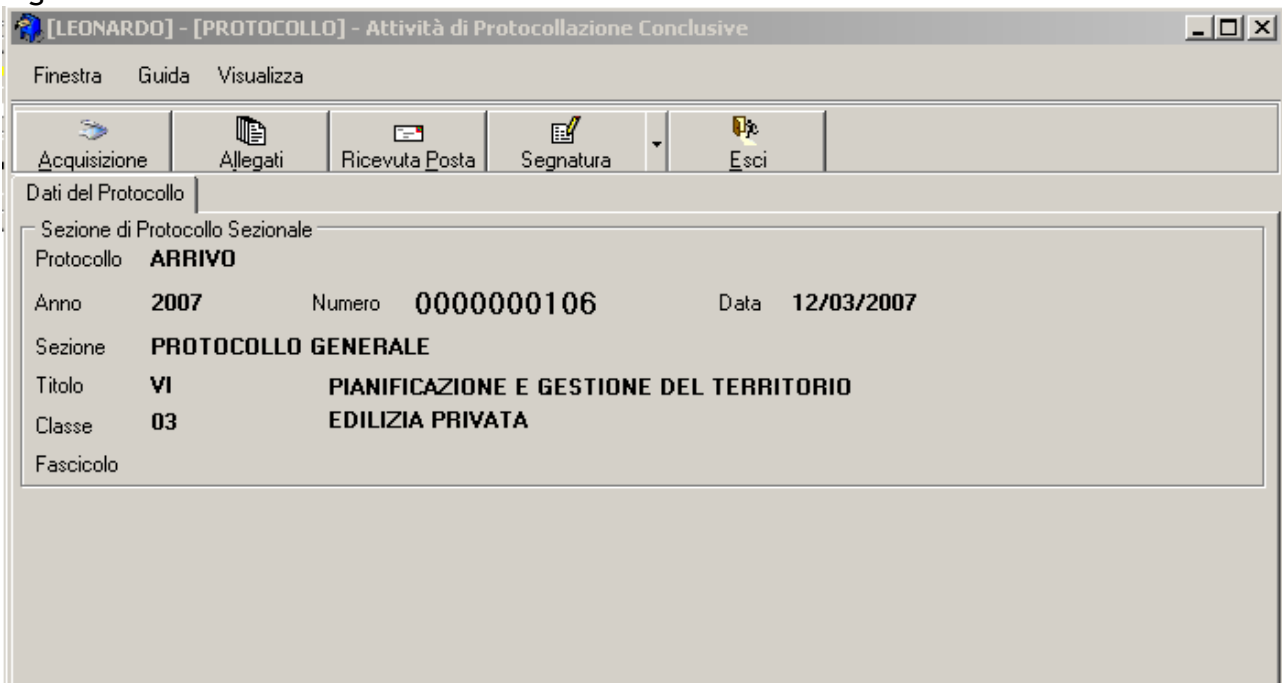 [LEONARDO] - [PROTOCOLLO] - Attività di Protocollazione Conclusive
Finestra Guida Visualizza
Acquisizione Allegati Ricevuta Posta Segnatura Esci
Dati del Protocollo
Sezione di Protocollo Sezionale
Protocollo ARRIVO
Anno 2007 Numero 0000000106 Data 12/03/2007
Sezione PROTOCOLLO GENERALE
Titolo VI PIANIFICAZIONE E GESTIONE DEL TERRITORIO
Classe 03 EDILIZIA PRIVATA
Fascicolo